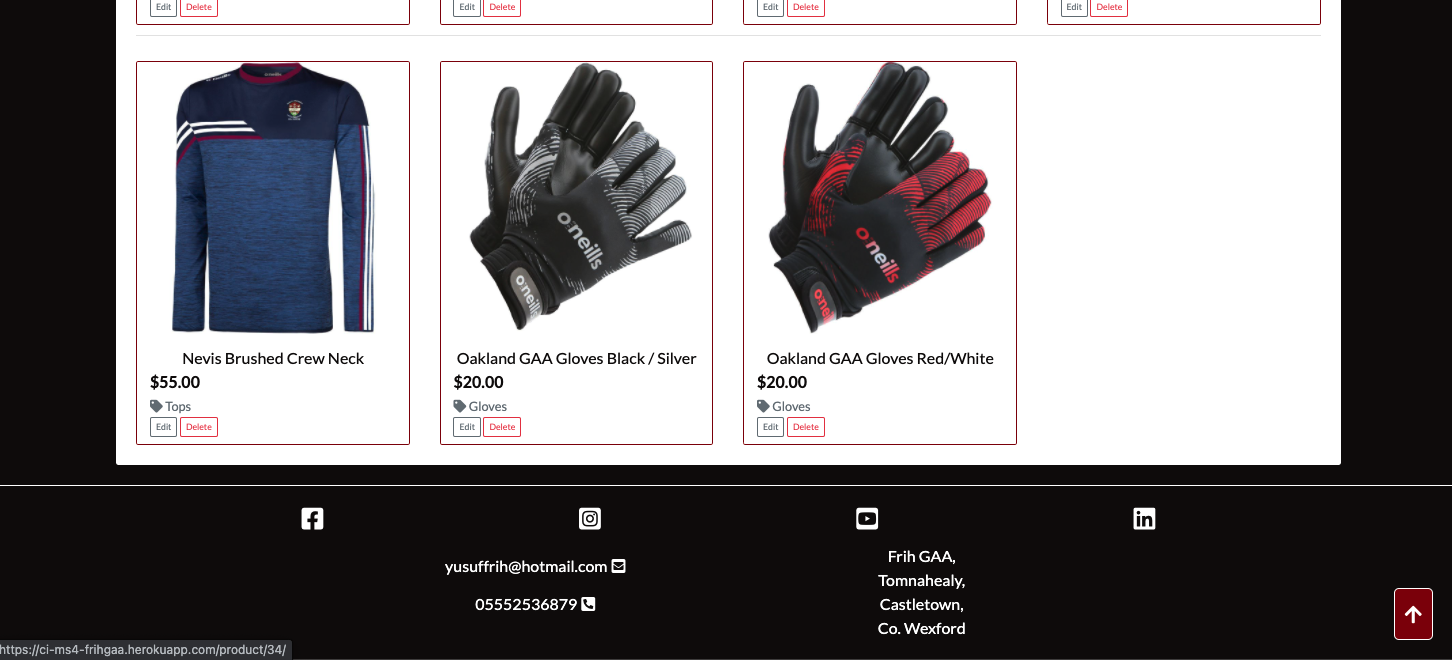 Edit Delete
Edit Delete
Edit Delete
Edit Delete
o'neills
o'neills
o'neills
o'neills
Nevis Brushed Crew Neck
$55.00
Tops
Edit Delete
Oakland GAA Gloves Black / Silver
$20.00
Gloves
Edit Delete
Oakland GAA Gloves Red/White
$20.00
Gloves
Edit Delete
yusuffrih@hotmail.com
05552536879
Frih GAA,
Tomnahealy,
Castletown,
Co. Wexford
https://ci-ms4-frihgaa.herokuapp.com/product/34/